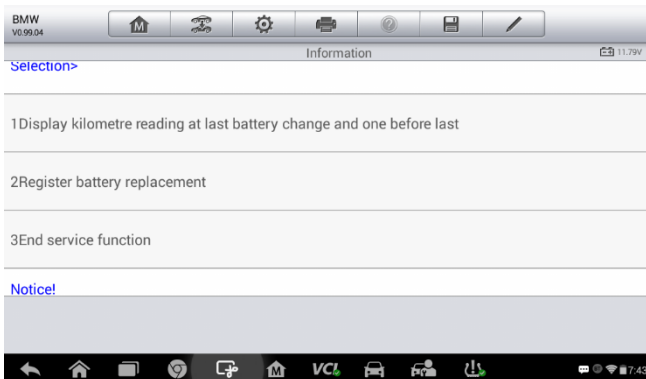 BMW
V0.99.04
Information
11.79V
Selection>
1Display kilometre reading at last battery change and one before last
2Register battery replacement
3End service function
Notice!
VCI
7:43